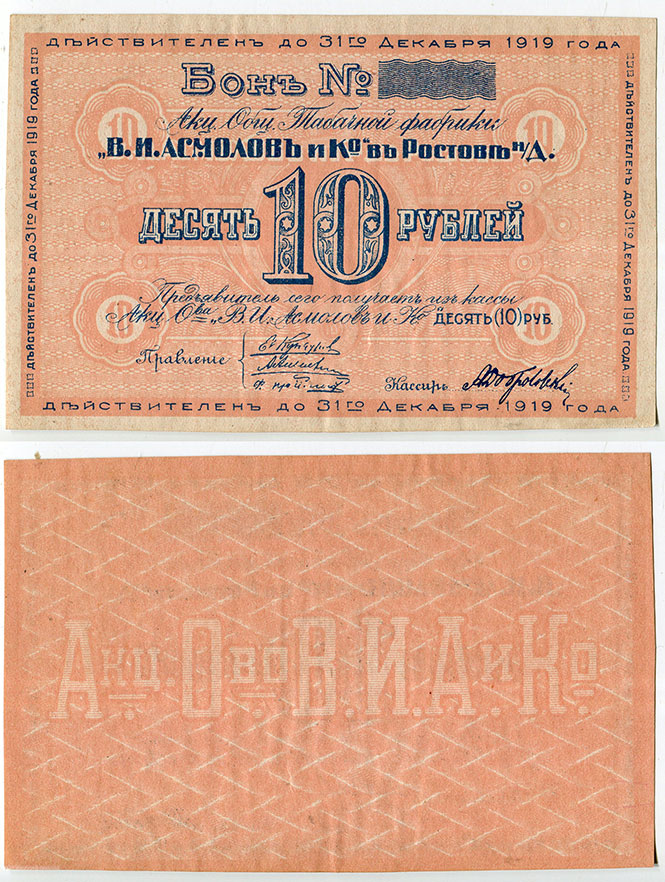 ДѢЙСТВИТЕЛЕНЪ ДО 31ГО ДЕКАБРЯ 1919 ГОДА
БОНЪ №
Акц. Общ. Табачной фабрики
„В. И. АСМОЛОВЪ и Ко" въ РОСТОВѢ н/Д.
ДЕСЯТЬ 10 РУБЛЕЙ
10
10
10
10
Предъявитель сего получаетъ изъ кассы
Акц. О-ва „В. И. Асмоловъ и Ко" ДЕСЯТЬ (10) РУБ.
Правленіе
Кассиръ
ДѢЙСТВИТЕЛЕНЪ ДО 31ГО ДЕКАБРЯ 1919 ГОДА
ДѢЙСТВИТЕЛЕНЪ ДО 31ГО ДЕКАБРЯ 1919 ГОДА
ДѢЙСТВИТЕЛЕНЪ ДО 31ГО ДЕКАБРЯ 1919 ГОДА
Акц. Ово В. И. А и Ко